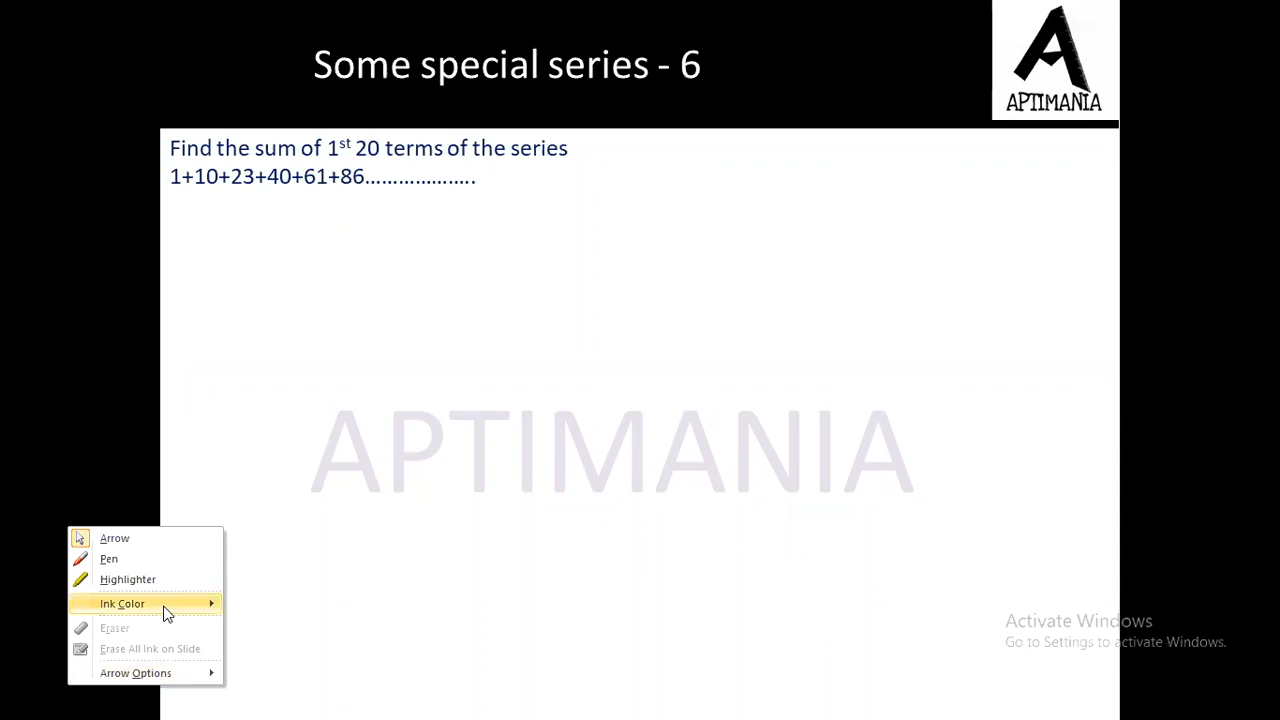 Some special series - 6
APTIMANIA
Find the sum of 1st 20 terms of the series
1+10+23+40+61+86...................
APTIMANIA
Arrow
Pen
Highlighter
Ink Color
Eraser
Erase All Ink on Slide
Arrow Options
Activate Windows
Go to Settings to activate Windows.